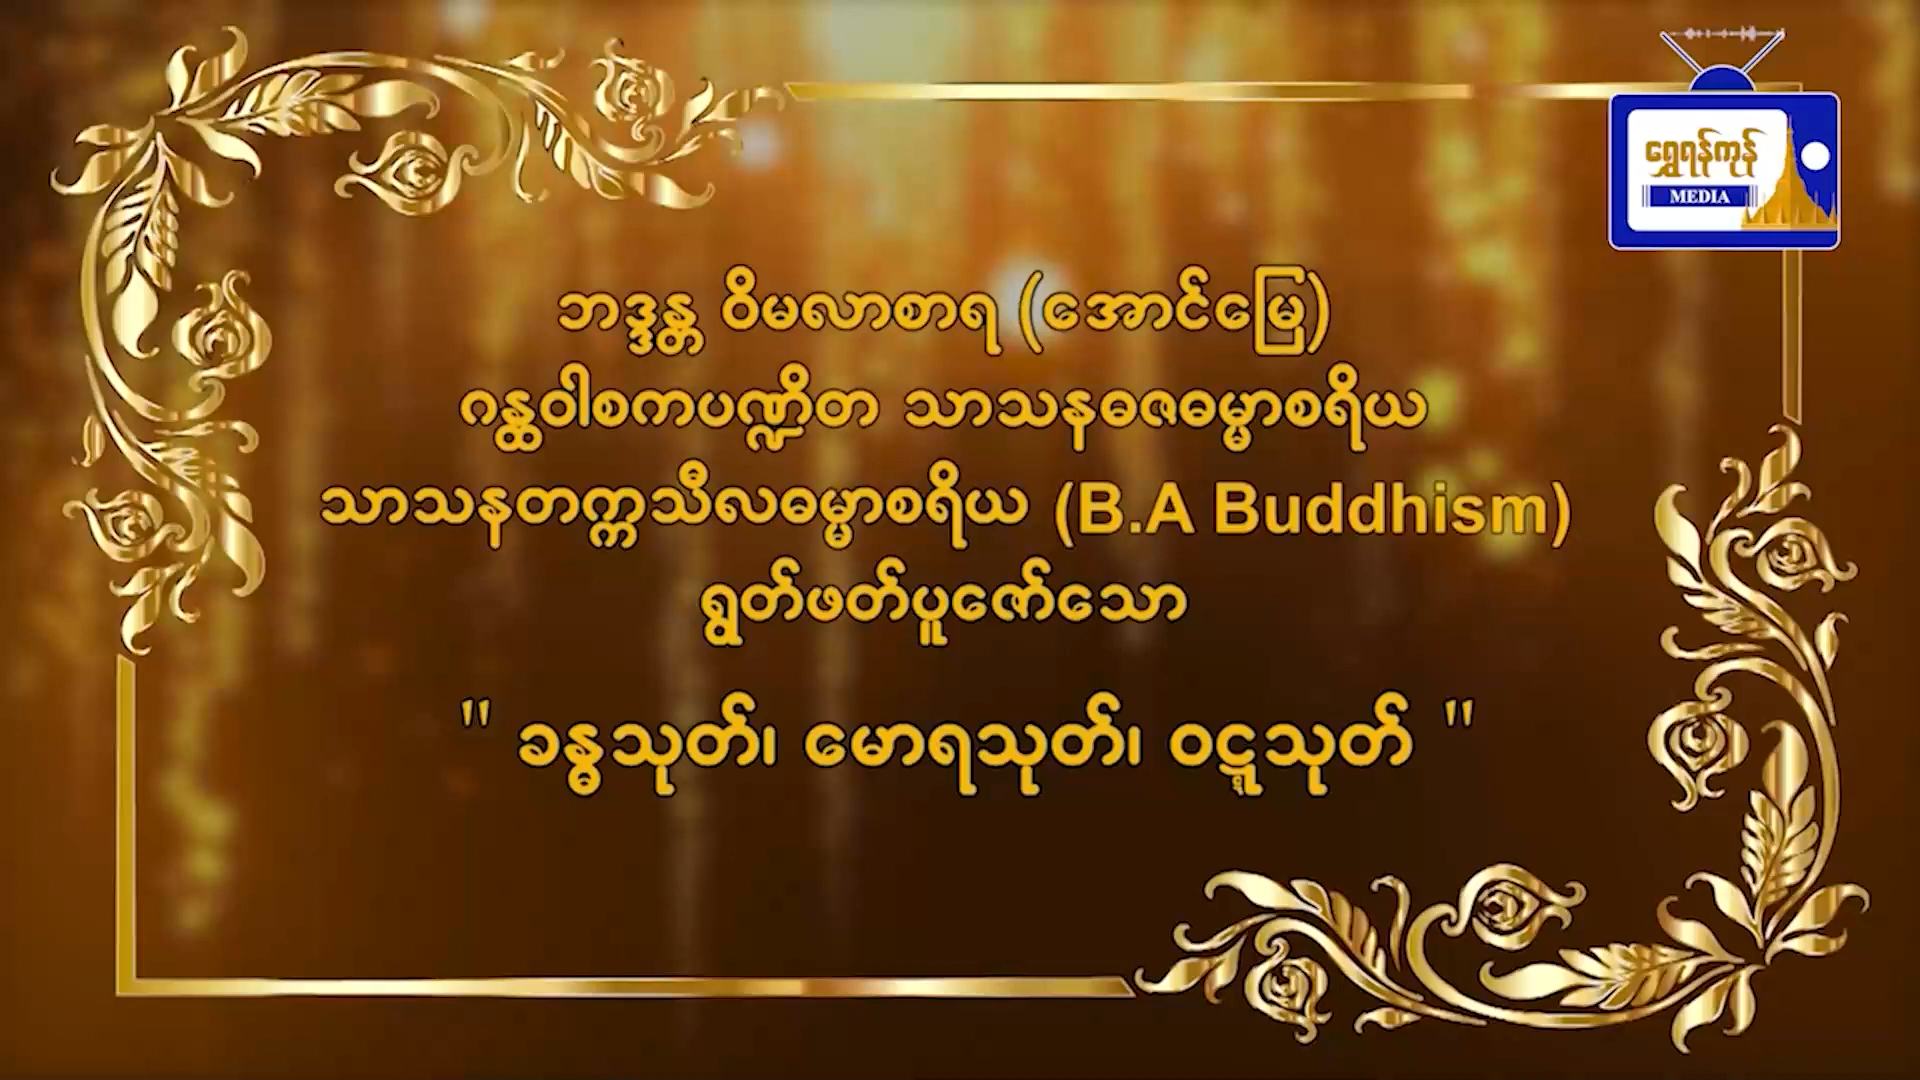 ရွှေရန်ကုန်
MEDIA
ဘဒ္ဒန္တ ဝိမလာစာရ (အောင်မြေ)
ဂန္ထဝါစကပဏ္ဍိတ သာသနဓဇဓမ္မာစရိယ
သာသနတက္ကသီလဓမ္မာစရိယ (B.A Buddhism)
ရွတ်ဖတ်ပူဇော်သော
" ခန္ဓသုတ်၊ မောရသုတ်၊ ဝဋ္ဋသုတ် "